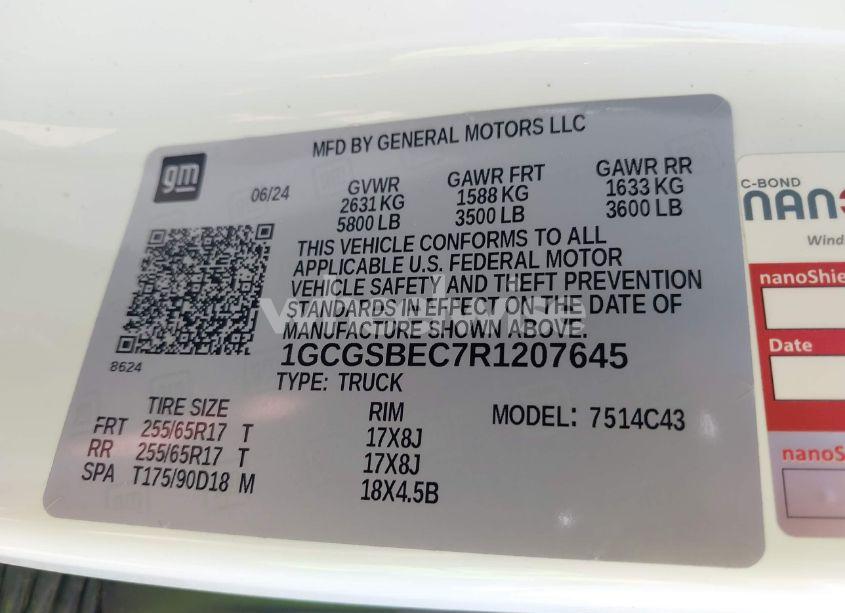 MFD BY GENERAL MOTORS LLC
gm
06/24
GVWR
2631 KG
5800 LB
GAWR FRT
1588 KG
3500 LB
GAWR RR
1633 KG
3600 LB
THIS VEHICLE CONFORMS TO ALL
APPLICABLE U.S. FEDERAL MOTOR
VEHICLE SAFETY AND THEFT PREVENTION
STANDARDS IN EFFECT ON THE DATE OF
MANUFACTURE SHOWN ABOVE.
8624
1GCGSBEC7R1207645
TYPE: TRUCK
TIRE SIZE
RIM
MODEL: 7514C43
FRT 255/65R17 T 17X8J
RR 255/65R17 T 17X8J
SPA T175/90D18 M 18X4.5B
C-BOND
NAN
Wind
nanoShie
Date
nanoS